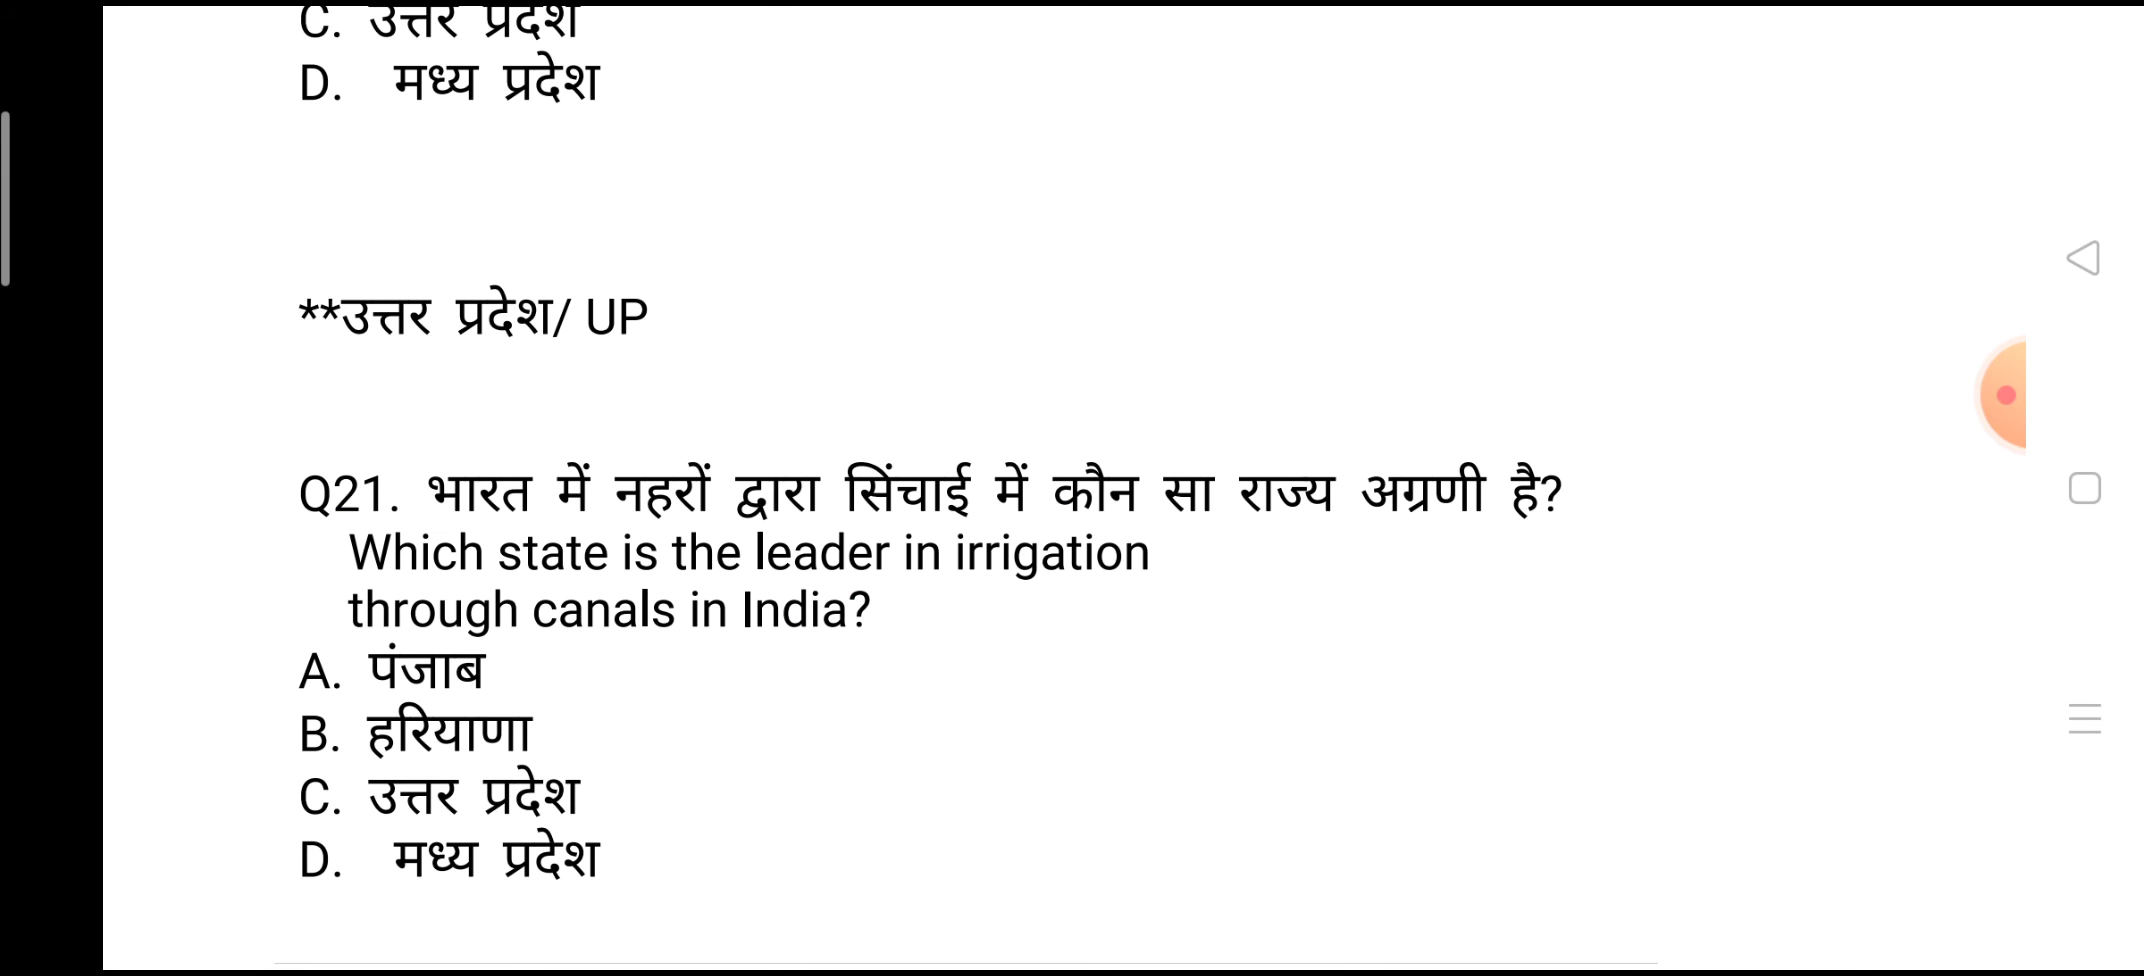 C. उत्तर प्रदेश
D. मध्य प्रदेश
**उत्तर प्रदेश/ UP
Q21. भारत में नहरों द्वारा सिंचाई में कौन सा राज्य अग्रणी है?
Which state is the leader in irrigation
through canals in India?
A. पंजाब
B. हरियाणा
C. उत्तर प्रदेश
D. मध्य प्रदेश